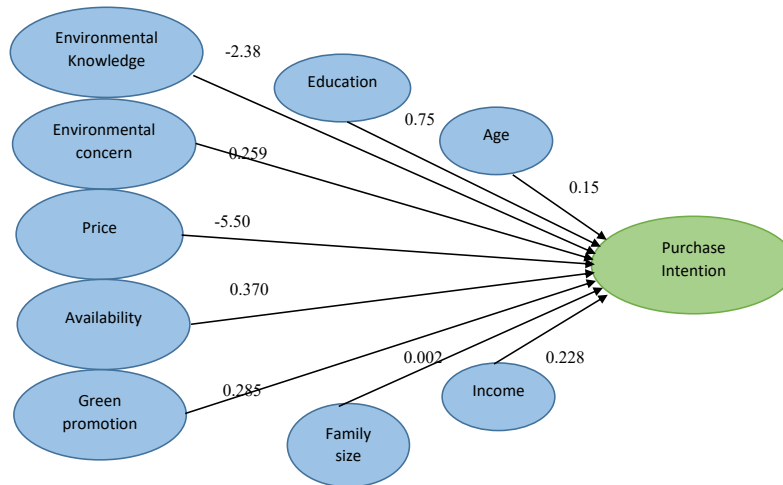 Environmental
Knowledge
-2.38
Education
0.75
Age
Environmental
concern
0.259
0.15
Price
-5.50
Purchase
Intention
Availability
0.370
Green
promotion
0.285
0.002
0.228
Income
Family
size